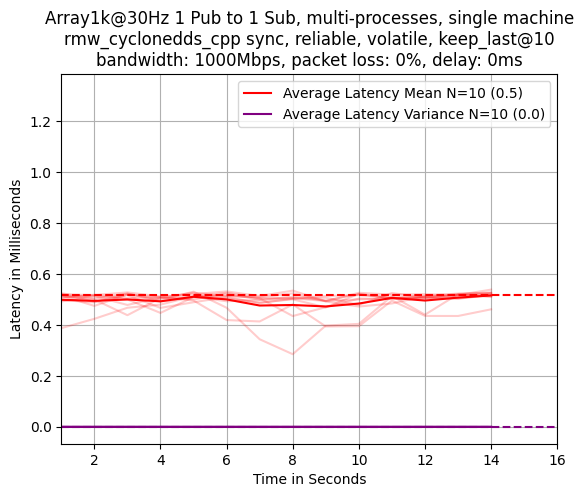 Array1k@30Hz 1 Pub to 1 Sub, multi-processes, single machine
rmw_cyclonedds_cpp sync, reliable, volatile, keep_last@10
bandwidth: 1000Mbps, packet loss: 0%, delay: 0ms
Average Latency Mean N=10 (0.5)
Average Latency Variance N=10 (0.0)
Latency in Milliseconds
1.2
1.0
0.8
0.6
0.4
0.2
0.0
2 4 6 8 10 12 14 16
Time in Seconds